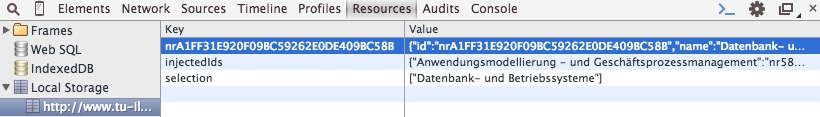 Elements Network Sources Timeline Profiles Resources Audits Console
Frames
Web SQL
IndexedDB
Local Storage
http://www.tu-il...
Key Value
nrA1FF31E920F09BC59262E0DE409BC58B {"id":"nrA1FF31E920F09BC59262E0DE409BC58B","name":"Datenbank- u...
injectedIds {"Anwendungsmodellierung – und Geschäftsprozessmanagement":"nr58...
selection ["Datenbank- und Betriebssysteme"]